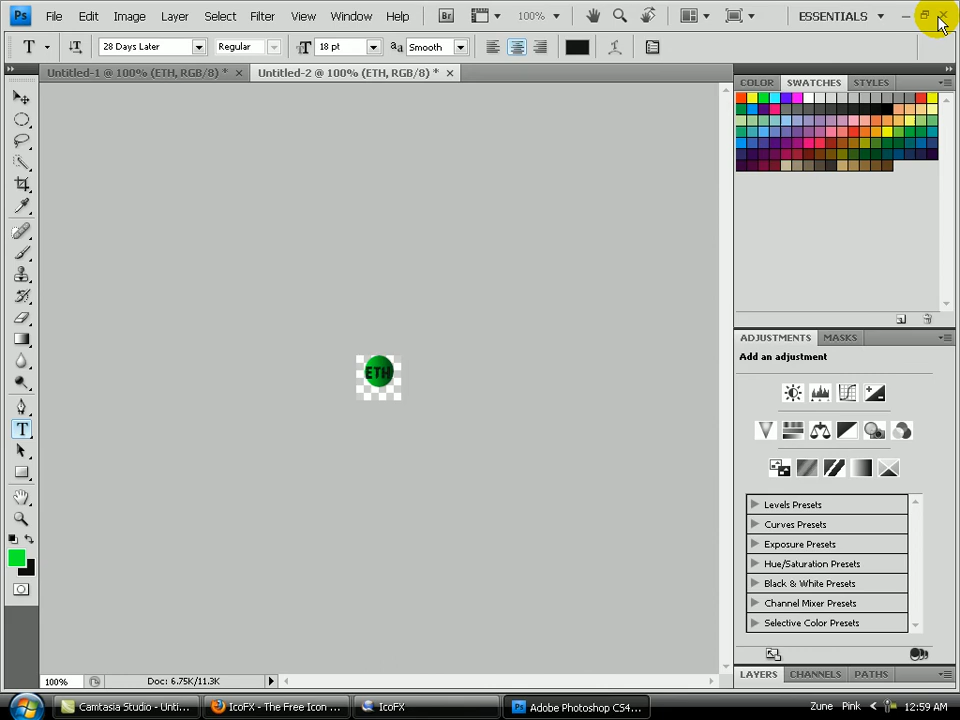 Ps File Edit Image Layer Select Filter View Window Help Br 100% ESSENTIALS
T 28 Days Later Regular 18 pt aa Smooth
Untitled-1 @ 100% (ETH, RGB/8) * × Untitled-2 @ 100% (ETH, RGB/8) * ×
COLOR SWATCHES STYLES
ETH
ADJUSTMENTS MASKS
Add an adjustment
Levels Presets
Curves Presets
Exposure Presets
Hue/Saturation Presets
Black & White Presets
Channel Mixer Presets
Selective Color Presets
LAYERS CHANNELS PATHS
100% Doc: 6.75K/11.3K
Camtasia Studio - Unti... IcoFX - The Free Icon ... IcoFX Ps Adobe Photoshop CS4... Zune Pink 12:59 AM